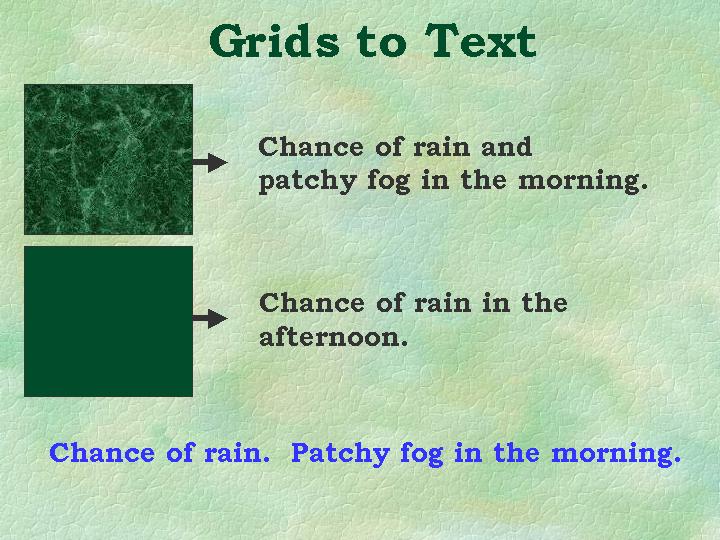 Grids to Text
Chance of rain and
patchy fog in the morning.
Chance of rain in the
afternoon.
Chance of rain.  Patchy fog in the morning.